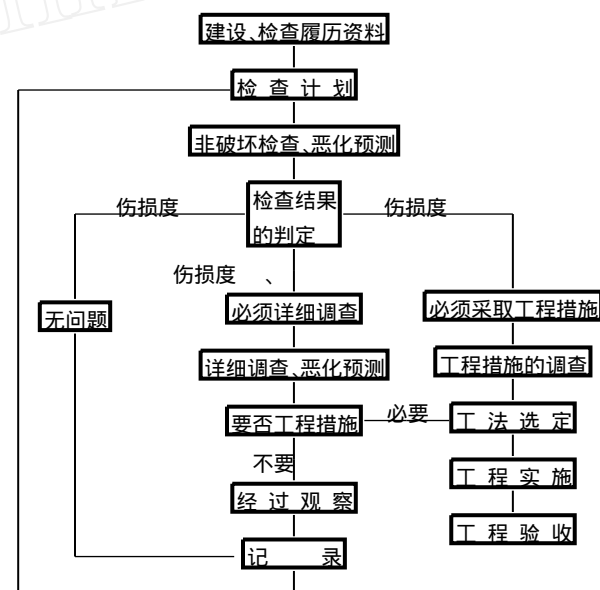 建设、检查履历资料
检 查 计 划
非破坏检查、恶化预测
伤损度
检查结果
的判定
伤损度
伤损度 、
无问题
必须详细调查
必须采取工程措施
详细调查、恶化预测
工程措施的调查
要否工程措施
必要
工 法 选 定
不要
工 程 实 施
经 过 观 察
工 程 验 收
记 录